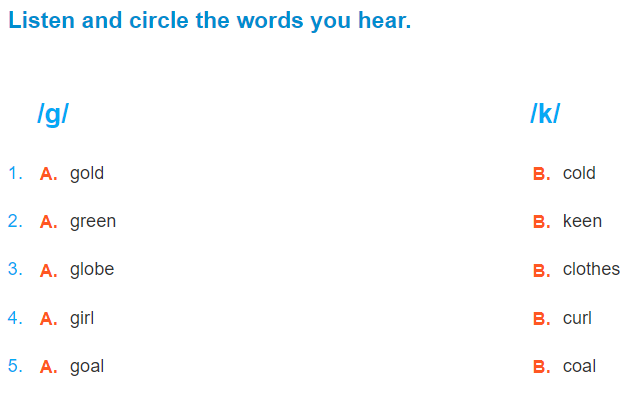 Listen and circle the words you hear.
/g/ /k/
1. A. gold B. cold
2. A. green B. keen
3. A. globe B. clothes
4. A. girl B. curl
5. A. goal B. coal